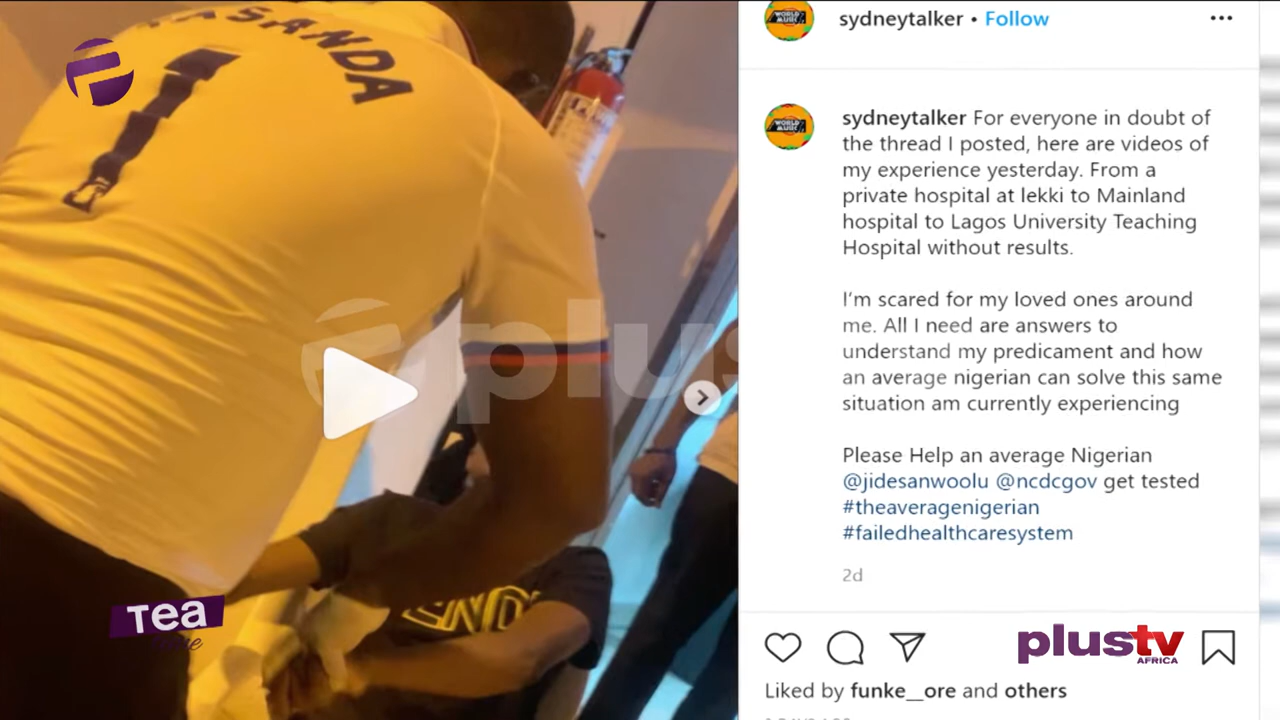 SANDA
1
Tea
plus
sydneytalker • Follow
sydneytalker For everyone in doubt of
the thread I posted, here are videos of
my experience yesterday. From a
private hospital at lekki to Mainland
hospital to Lagos University Teaching
Hospital without results.
I'm scared for my loved ones around
me. All I need are answers to
understand my predicament and how
an average nigerian can solve this same
situation am currently experiencing
Please Help an average Nigerian
@jidesanwoolu @ncdcgov get tested
#theaveragenigerian
#failedhealthcaresystem
2d
plustv
AFRICA
Liked by funke__ore and others